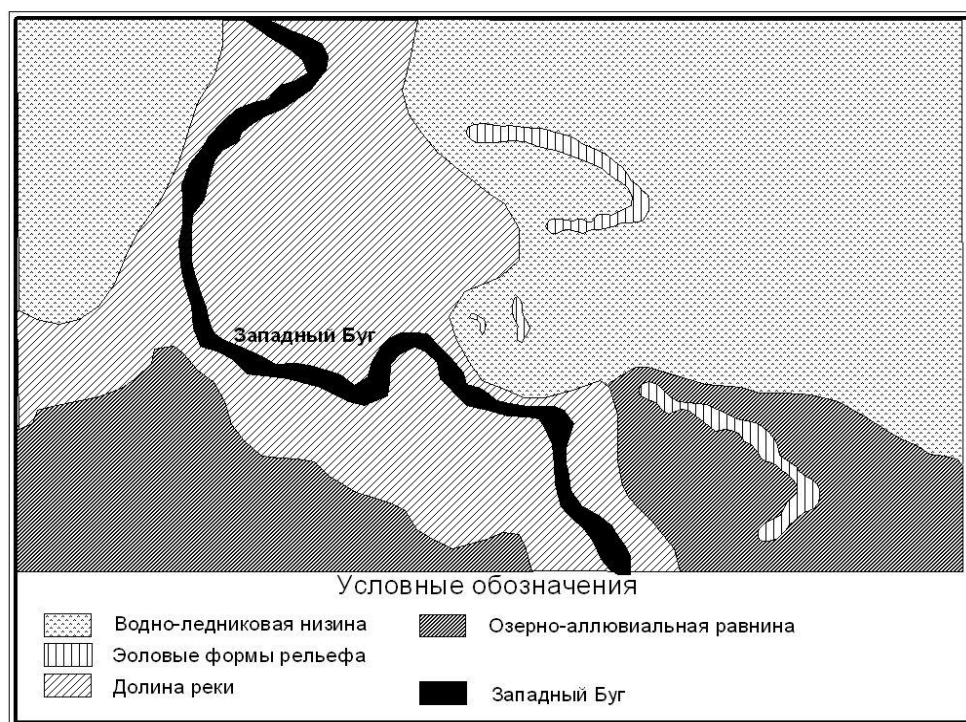 Западный Буг
Условные обозначения
Водно-ледниковая низина
Озерно-аллювиальная равнина
Эоловые формы рельефа
Долина реки
Западный Буг